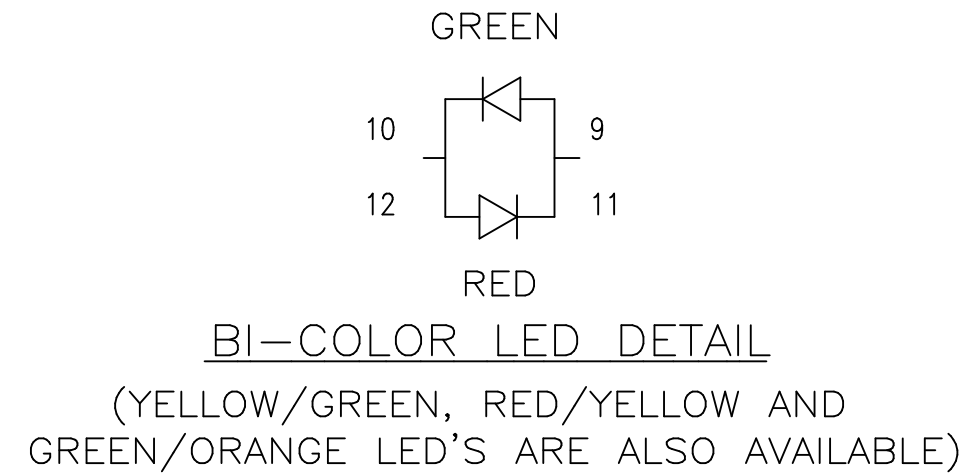 GREEN
10 9
12 11
RED
BI-COLOR LED DETAIL
(YELLOW/GREEN, RED/YELLOW AND
GREEN/ORANGE LED'S ARE ALSO AVAILABLE)